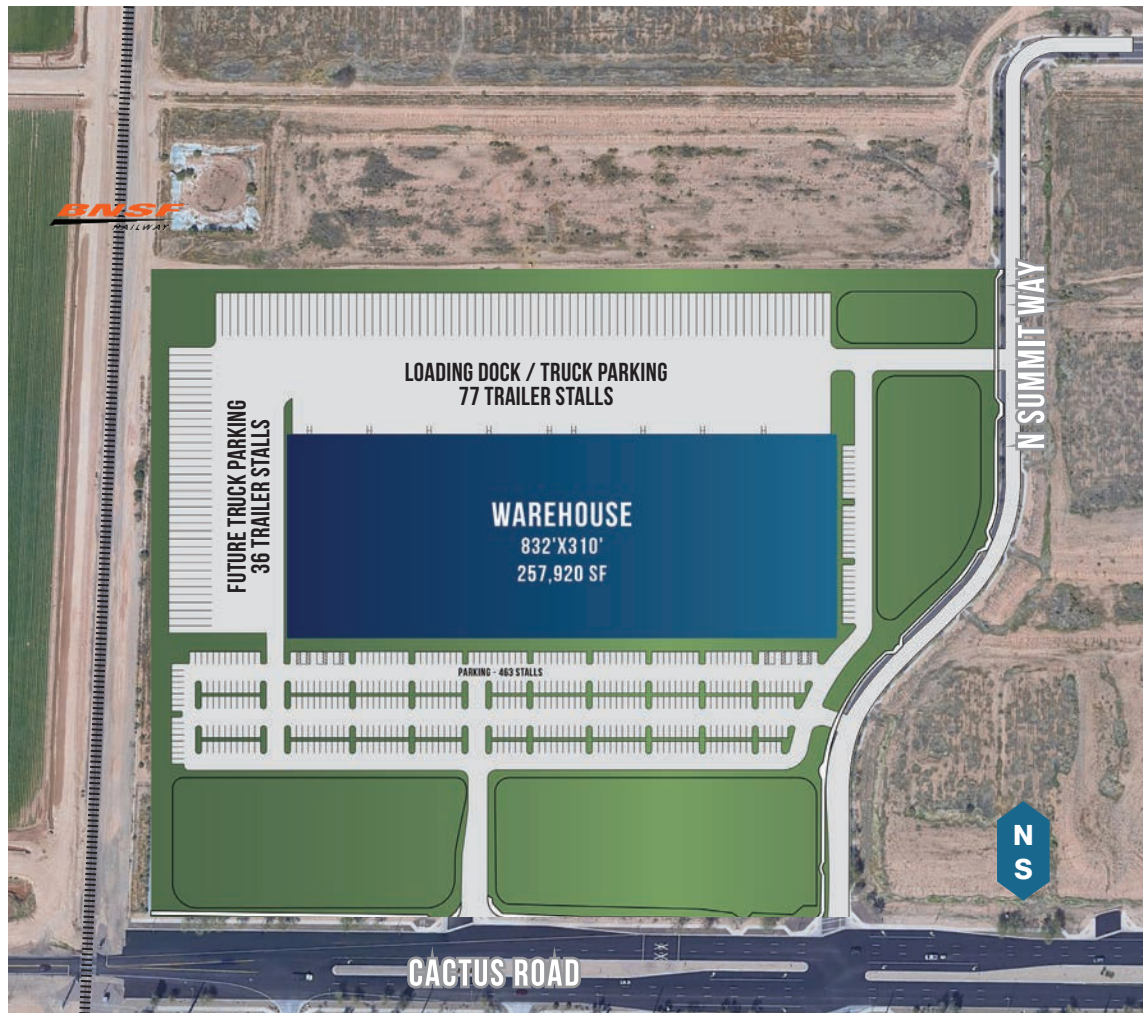 BNSF
RAILWAY
N SUMMIT WAY
LOADING DOCK / TRUCK PARKING
77 TRAILER STALLS
FUTURE TRUCK PARKING
36 TRAILER STALLS
WAREHOUSE
832'X310'
257,920 SF
PARKING - 463 STALLS
N
S
CACTUS ROAD